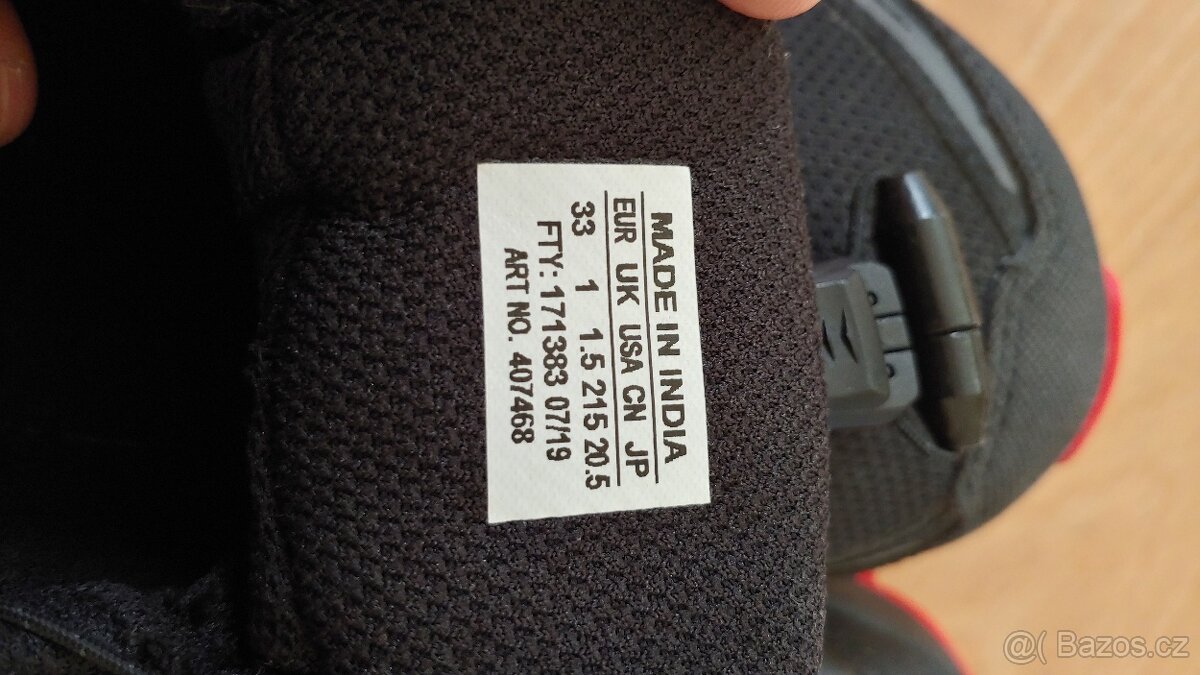 MADE IN INDIA
EUR UK USA CN JP
33 1 1.5 215 20.5
FTY: 171383 07/19
ART NO. 407468
@( Bazos.cz